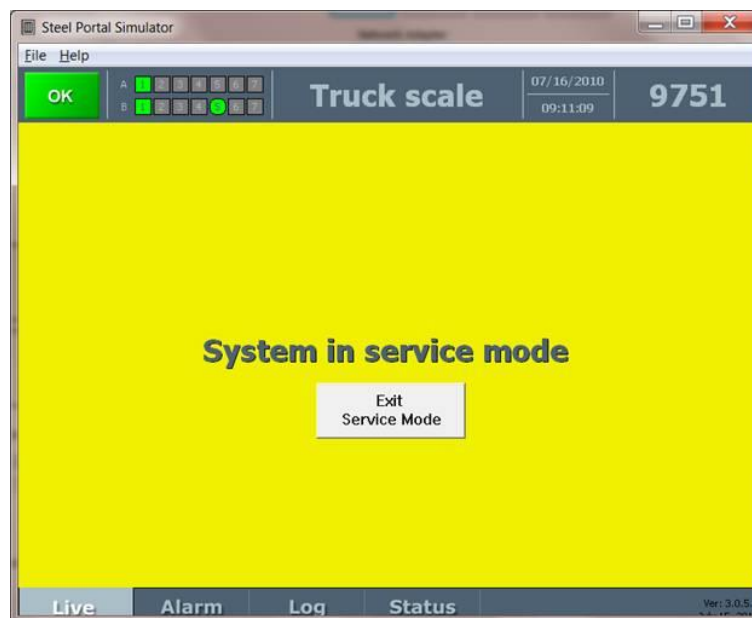 Steel Portal Simulator
File Help
OK
A 1 2 3 4 5 6 7
B 1 2 3 4 5 6 7
Truck scale
07/16/2010
09:11:09
9751
System in service mode
Exit
Service Mode
Live Alarm Log Status
Ver: 3.0.5.